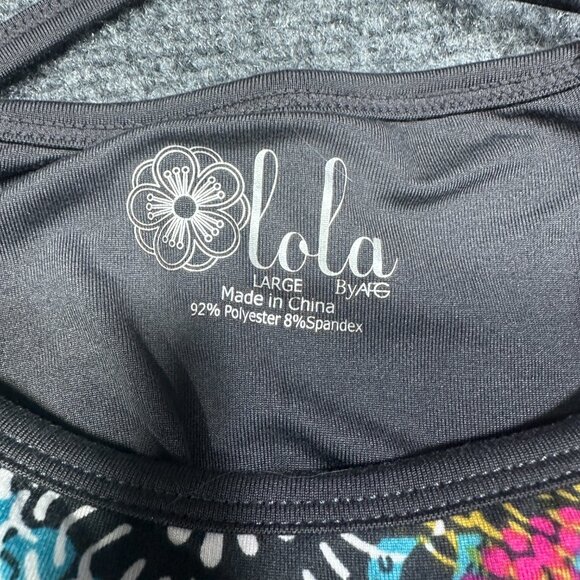 lola
LARGE ByAFG
Made in China
92% Polyester 8%Spandex